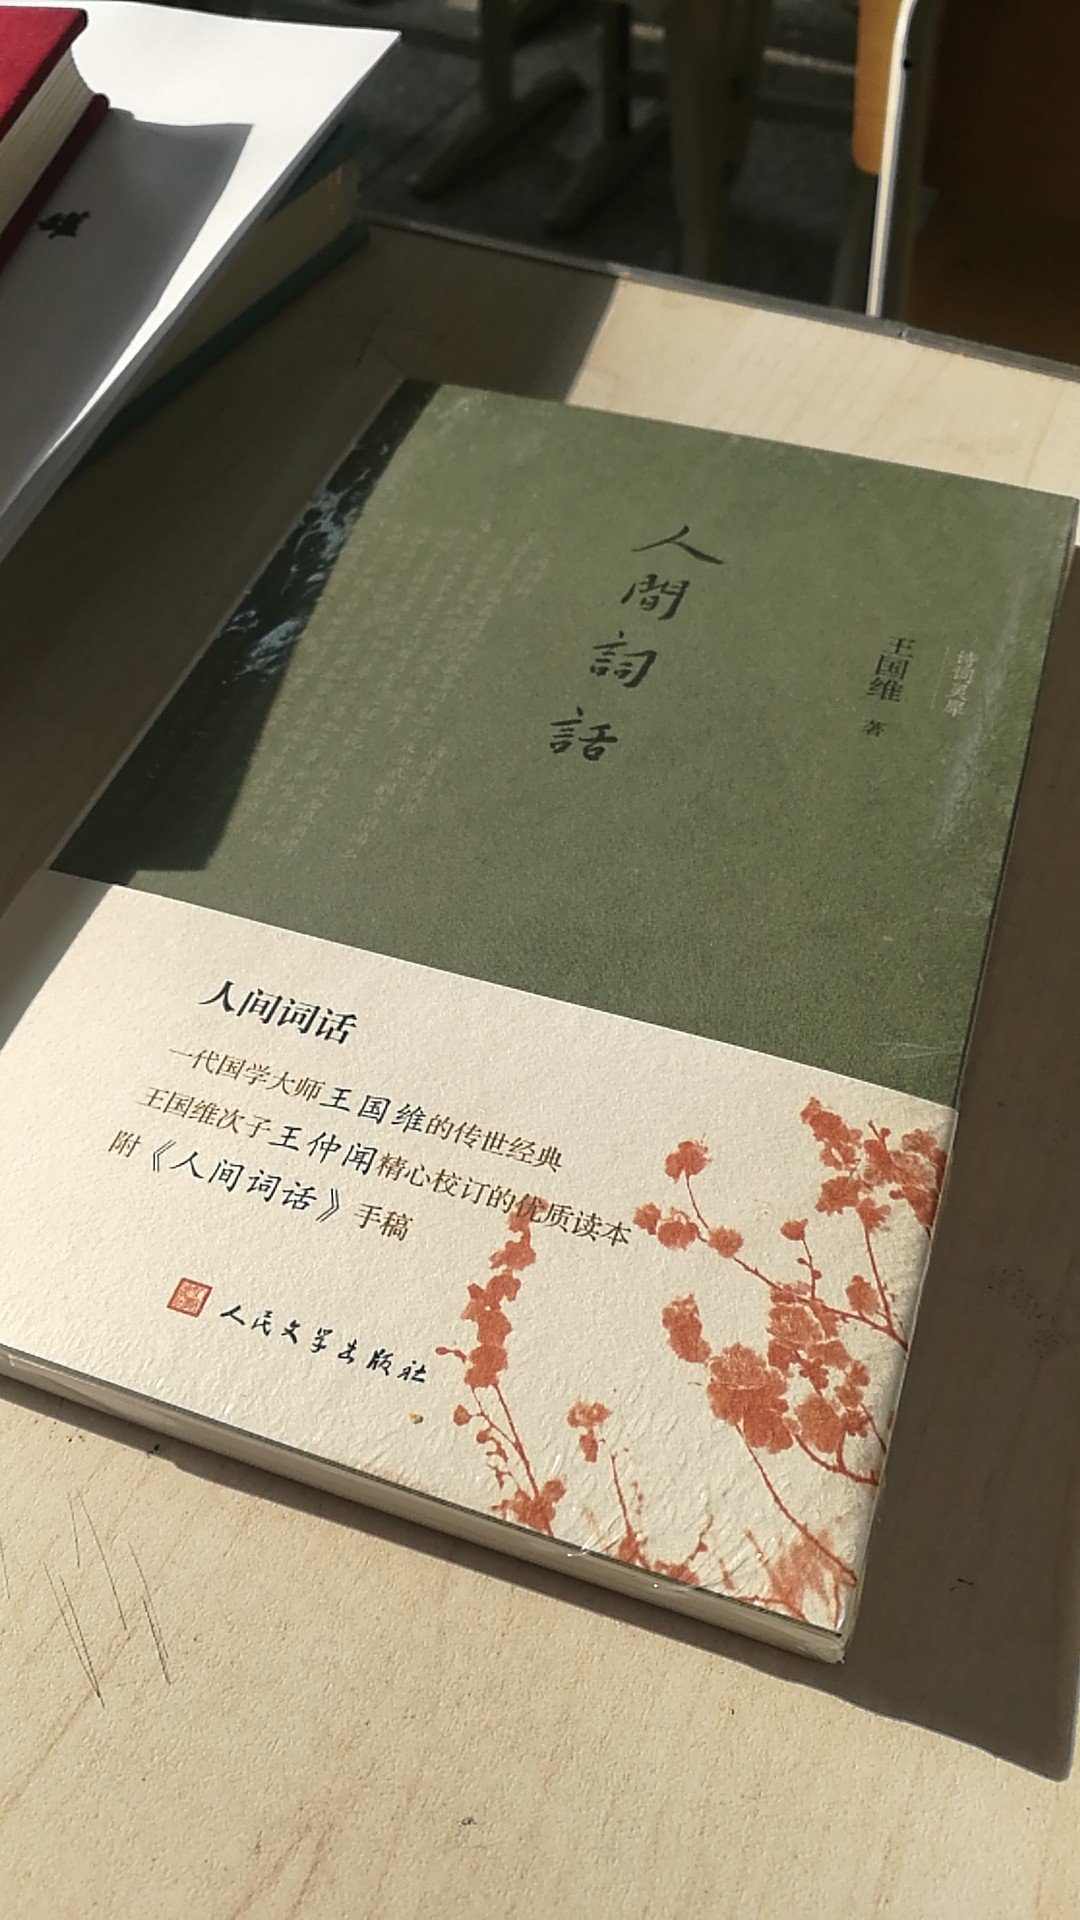 人間詞話
王国维 著
人间词话
一代国学大师王国维的传世经典
王国维次子王仲闻精心校订的优质读本
附《人间词话》手稿
人民文学出版社